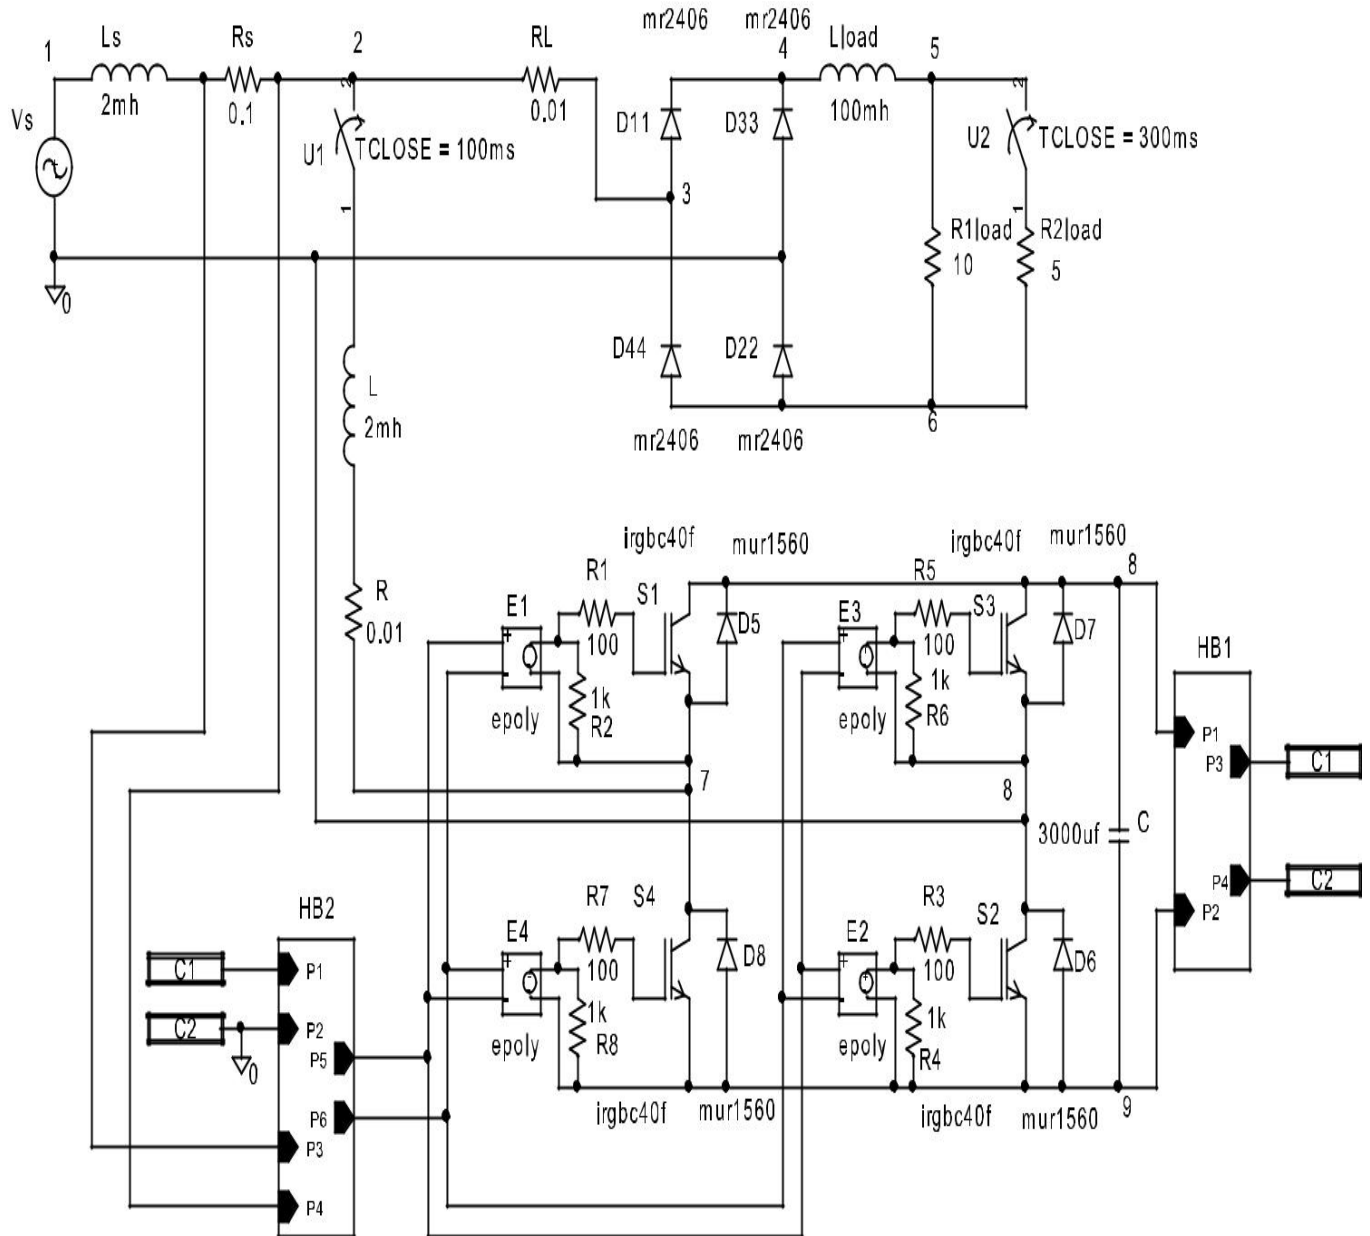 mr2406 mr2406
1 Ls Rs 2 RL 4 Lload 5
2mh 0.1 0.01 100mh
Vs 2 2
U1 TCLOSE = 100ms D11 D33 U2 TCLOSE = 300ms
1 3 1
R1load R2load
10 5
0
D44 D22
L
2mh
6
mr2406 mr2406
irgbc40f mur1560 irgbc40f mur1560
8
R R1 R5
0.01 E1 S1 E3 S3
+ 100 D5 + 100 D7
HB1
- 1k - 1k
epoly R2 epoly R6
P1
P3 C1
7 8
3000uf C
P4 C2
P2
HB2 R7 S4 R3 S2
E4 E2
+ 100 D8 + 100 D6
C1 P1
- 1k - 1k
C2 P2
epoly R8 epoly R4
P5
0
P6
irgbc40f mur1560 irgbc40f mur1560 9
P3
P4